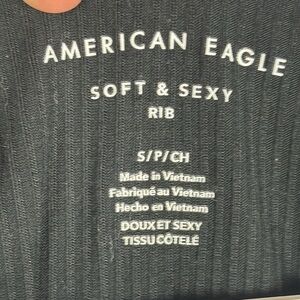 AMERICAN EAGLE
SOFT & SEXY
RIB
S/P/CH
Made in Vietnam
Fabriqué au Vietnam
Hecho en Vietnam
DOUX ET SEXY
TISSU CÔTELÉ